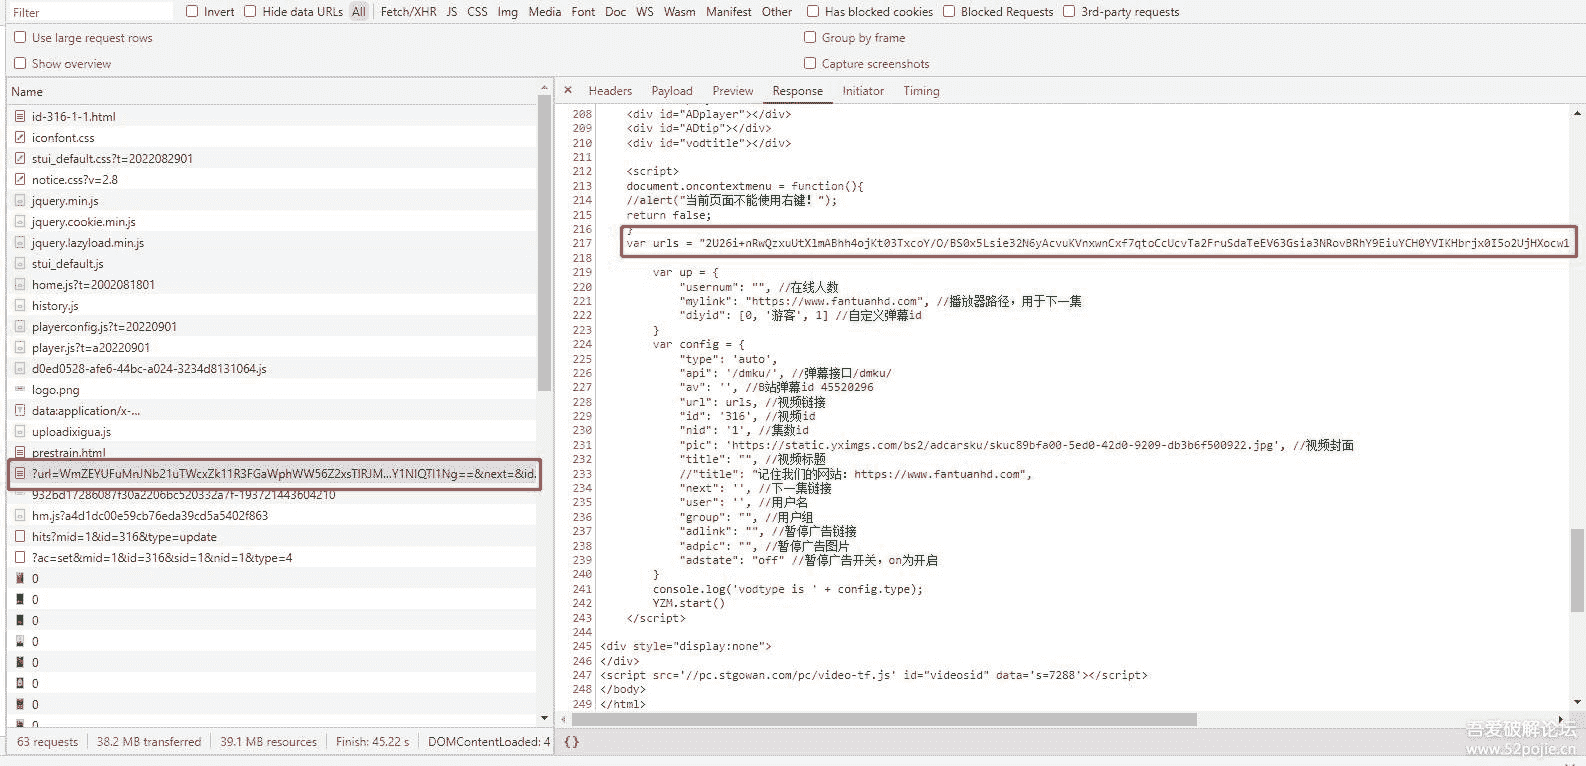 Filter
Invert Hide data URLs All Fetch/XHR JS CSS Img Media Font Doc WS Wasm Manifest Other Has blocked cookies Blocked Requests 3rd-party requests
Use large request rows Group by frame
Show overview Capture screenshots
Name
id-316-1-1.html
iconfont.css
stui_default.css?t=2022082901
notice.css?v=2.8
jquery.min.js
jquery.cookie.min.js
jquery.lazyload.min.js
stui_default.js
home.js?t=2002081801
history.js
playerconfig.js?t=20220901
player.js?t=a20220901
d0ed0528-afe6-44bc-a024-3234d8131064.js
logo.png
data:application/x-...
uploadixigua.js
prestrain.html
?url=WmZEYUFuMnJNb21uTWcxZk11R3FGaWphWW56Z2xsTlRJM...Y1NIQTl1Ng==&next=&id.
932bd17286087f30a2206bc520332a7f-193721443604210
hm.js?a4d1dc00e59cb76eda39cd5a5402f863
hits?mid=1&id=316&type=update
?ac=set&mid=1&id=316&sid=1&nid=1&type=4
0
0
0
0
0
0
0
0
63 requests 38.2 MB transferred 39.1 MB resources Finish: 45.22 s DOMContentLoaded: 4
× Headers Payload Preview Response Initiator Timing
208 <div id="ADplayer"></div>
209 <div id="ADtip"></div>
210 <div id="vodtitle"></div>
211
212 <script>
213 document.oncontextmenu = function(){
214 //alert("当前页面不能使用右键！");
215 return false;
216 }
217 var urls = "2U26i+nRwQzxuUtXlmABhh4ojKt03TxcoY/O/BS0x5Lsie32N6yAcvuKVnxwnCxf7qtoCcUcvTa2FruSdaTeEV63Gsia3NRovBRhY9EiuYCH0YVIKHbrjx0I5o2UjHXocw1
218
219 var up = {
220 "usernum": "", //在线人数
221 "mylink": "https://www.fantuanhd.com", //播放器路径，用于下一集
222 "diyid": [0, '游客', 1] //自定义弹幕id
223 }
224 var config = {
225 "type": 'auto',
226 "api": '/dmku/', //弹幕接口/dmku/
227 "av": '', //B站弹幕id 45520296
228 "url": urls, //视频链接
229 "id": '316', //视频id
230 "nid": '1', //集数id
231 "pic": 'https://static.yximgs.com/bs2/adcarsku/skuc89bfa00-5ed0-42d0-9209-db3b6f500922.jpg', //视频封面
232 "title": "", //视频标题
233 //"title": "记住我们的网站：https://www.fantuanhd.com",
234 "next": '', //下一集链接
235 "user": '', //用户名
236 "group": "", //用户组
237 "adlink": "", //暂停广告链接
238 "adpic": "", //暂停广告图片
239 "adstate": "off" //暂停广告开关，on为开启
240 }
241 console.log('vodtype is ' + config.type);
242 YZM.start()
243 </script>
244
245 <div style="display:none">
246 </div>
247 <script src='//pc.stgowan.com/pc/video-tf.js' id="videosid" data='s=7288'></script>
248 </body>
249 </html>
{}
吾爱破解论坛
www.52pojie.cn